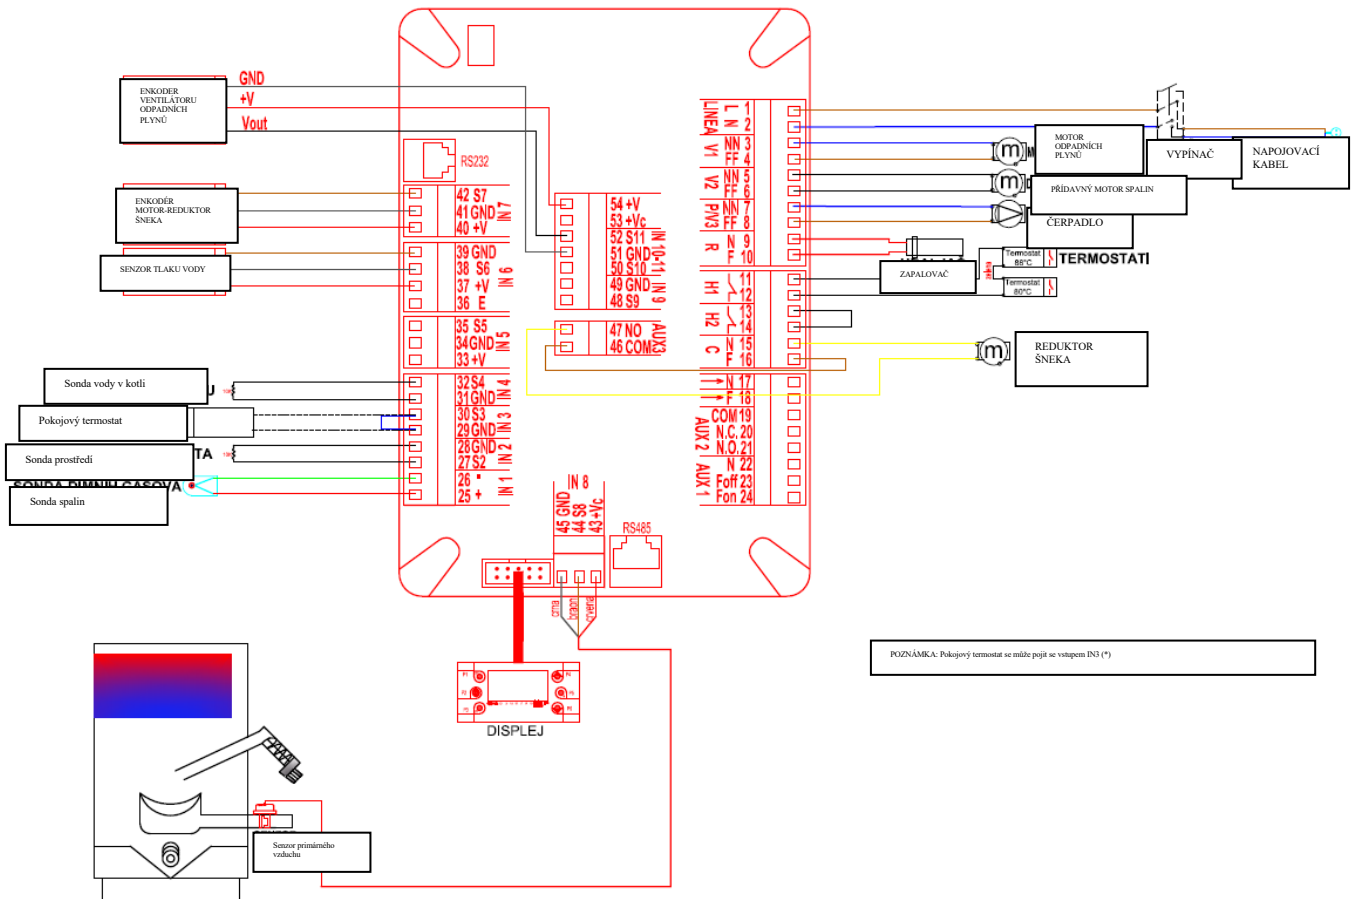 GND
+V
Vout
ENKODER
VENTILÁTORU
ODPADNÍCH
PLYNŮ
RS232
ENKODÉR
MOTOR-REDUKTOR
ŠNEKA
SENZOR TLAKU VODY
42 S7
41 GND
40 +V
IN 7
39 GND
38 S6
37 +V
36 E
IN 6
35 S5
34 GND
33 +V
IN 5
32 S4
31 GND
IN 4
30 S3
29 GND
IN 3
28 GND
27 S2
IN 2
26 -
25 +
IN 1
Sonda vody v kotli
Pokojový termostat
Sonda prostředí
TA
Sonda spalin
54 +V
53 +Vc
52 S11
51 GND
50 S10
49 GND
48 S9
IN 10-11
IN 9
47 NO
46 COM
AUX3
IN 8
45 GND
44 S8
43 +Vc
RS485
crna
braon
crvena
LINEA
L 1
N 2
V1
NN 3
FF 4
V2
NN 5
FF 6
P/V3
NN 7
FF 8
R
N 9
F 10
H1
11
12
H2
13
14
C
N 15
F 16
N 17
F 18
COM 19
N.C. 20
N.O. 21
AUX 2
N 22
Foff 23
Fon 24
AUX 1
m
MOTOR
ODPADNÍCH
PLYNŮ
VYPÍNAČ
NAPOJOVACÍ
KABEL
m
PŘÍDAVNÝ MOTOR SPALIN
ČERPADLO
ZAPALOVAČ
Termostat
TERMOSTATI
Termostat
80°C
m
REDUKTOR
ŠNEKA
POZNÁMKA: Pokojový termostat se může pojit se vstupem IN3 (*)
DISPLEJ
Senzor primárného
vzduchu